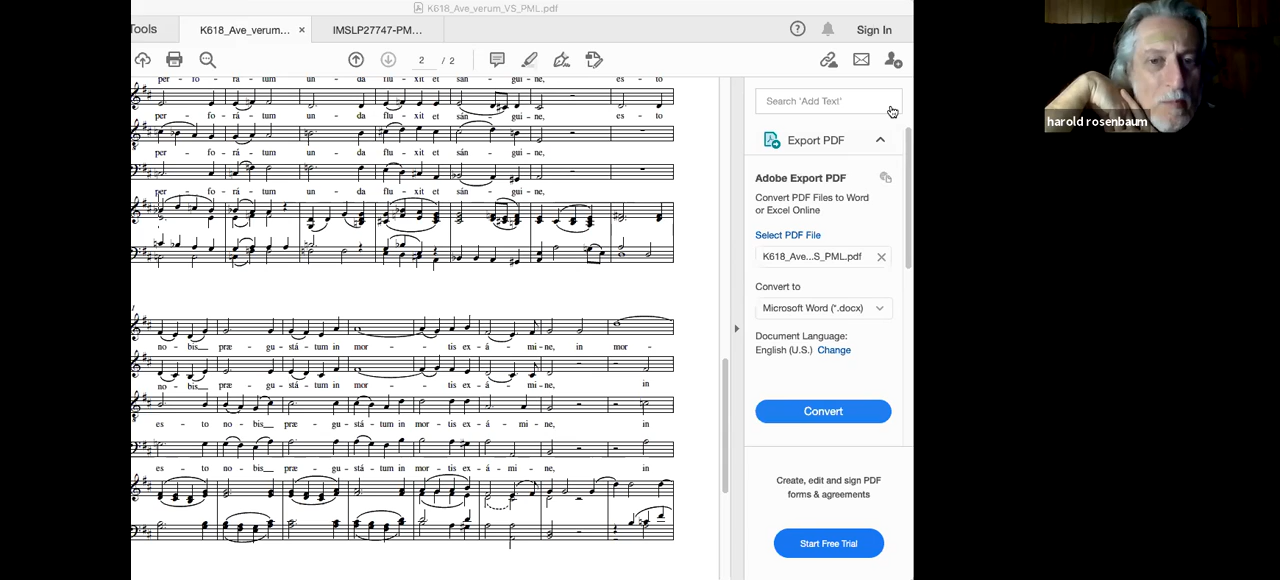 K618_Ave_verum_VS_PML.pdf
Tools
K618_Ave_verum... ×
IMSLP27747-PM...
Sign In
2 / 2
per - fo - rá - tum un - da flu - xit et sán - gui - ne, es - to
per - fo - rá - tum un - da flu - xit et sán - gui - ne, es - to
per - fo - rá - tum un - da flu - xit et sán - gui - ne,
per - fo - rá - tum un - da flu - xit et sán - gui - ne,
no - bis præ - gu - stá - tum in mor - tis ex - á - mi - ne, in mor -
no - bis præ - gu - stá - tum in mor - tis ex - á - mi - ne, in
es - to no - bis præ - gu - stá - tum in mor - tis ex - á - mi - ne, in
es - to no - bis præ - gu - stá - tum in mor - tis ex - á - mi - ne, in
Search 'Add Text'
Export PDF
Adobe Export PDF
Convert PDF Files to Word
or Excel Online
Select PDF File
K618_Ave...S_PML.pdf
Convert to
Microsoft Word (*.docx)
Document Language:
English (U.S.) Change
Convert
Create, edit and sign PDF
forms & agreements
Start Free Trial
harold rosenbaum